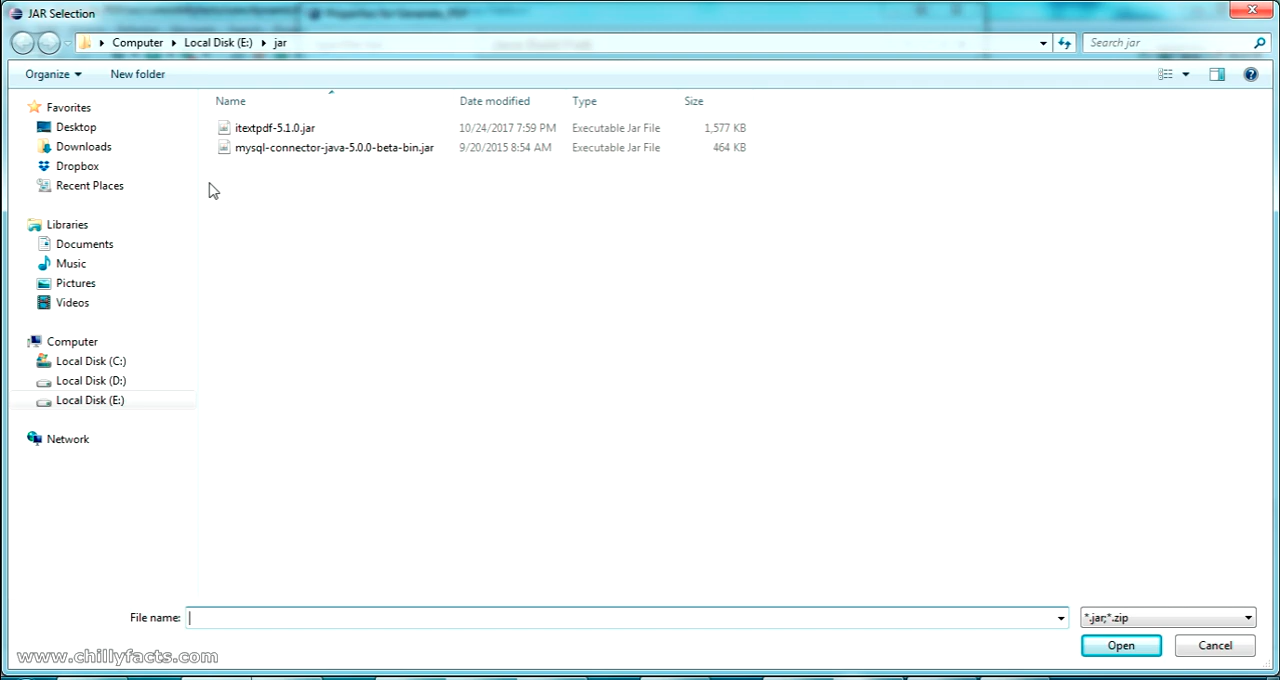 JAR Selection
Computer Local Disk (E:) jar
Search jar
Organize New folder
Name Date modified Type Size
itextpdf-5.1.0.jar 10/24/2017 7:59 PM Executable Jar File 1,577 KB
mysql-connector-java-5.0.0-beta-bin.jar 9/20/2015 8:54 AM Executable Jar File 464 KB
Favorites
Desktop
Downloads
Dropbox
Recent Places
Libraries
Documents
Music
Pictures
Videos
Computer
Local Disk (C:)
Local Disk (D:)
Local Disk (E:)
Network
File name:
*.jar;*.zip
Open Cancel
www.chillyfacts.com